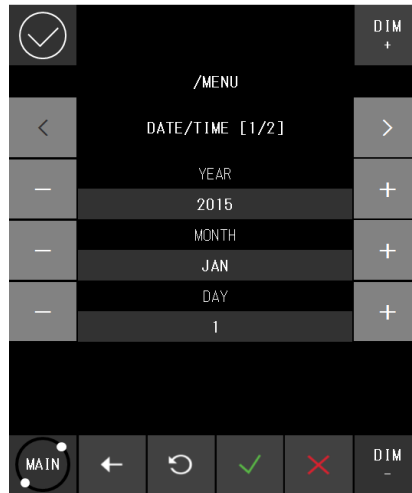 DIM
+
/MENU
< DATE/TIME [1/2] >
YEAR
− 2015 +
MONTH
− JAN +
DAY
− 1 +
MAIN
DIM
−